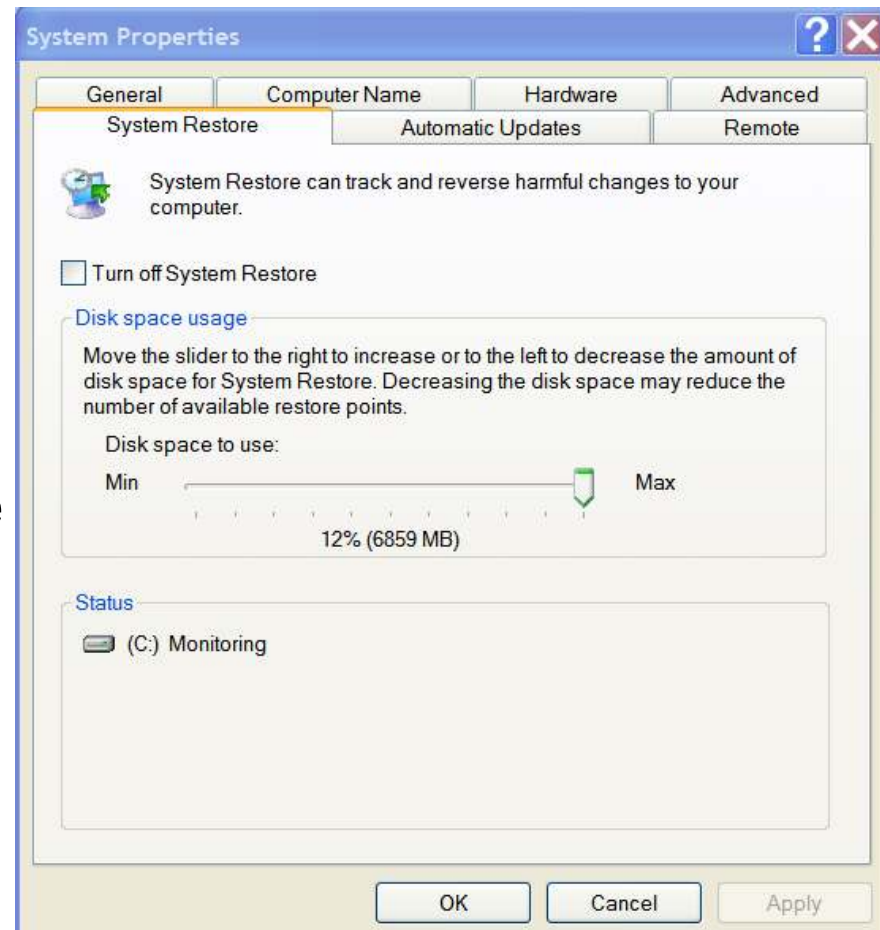 System Properties
General
Computer Name
Hardware
Advanced
System Restore
Automatic Updates
Remote
System Restore can track and reverse harmful changes to your
computer.
Turn off System Restore
Disk space usage
Move the slider to the right to increase or to the left to decrease the amount of
disk space for System Restore. Decreasing the disk space may reduce the
number of available restore points.
Disk space to use:
Min
Max
12% (6859 MB)
Status
(C:) Monitoring
OK
Cancel
Apply